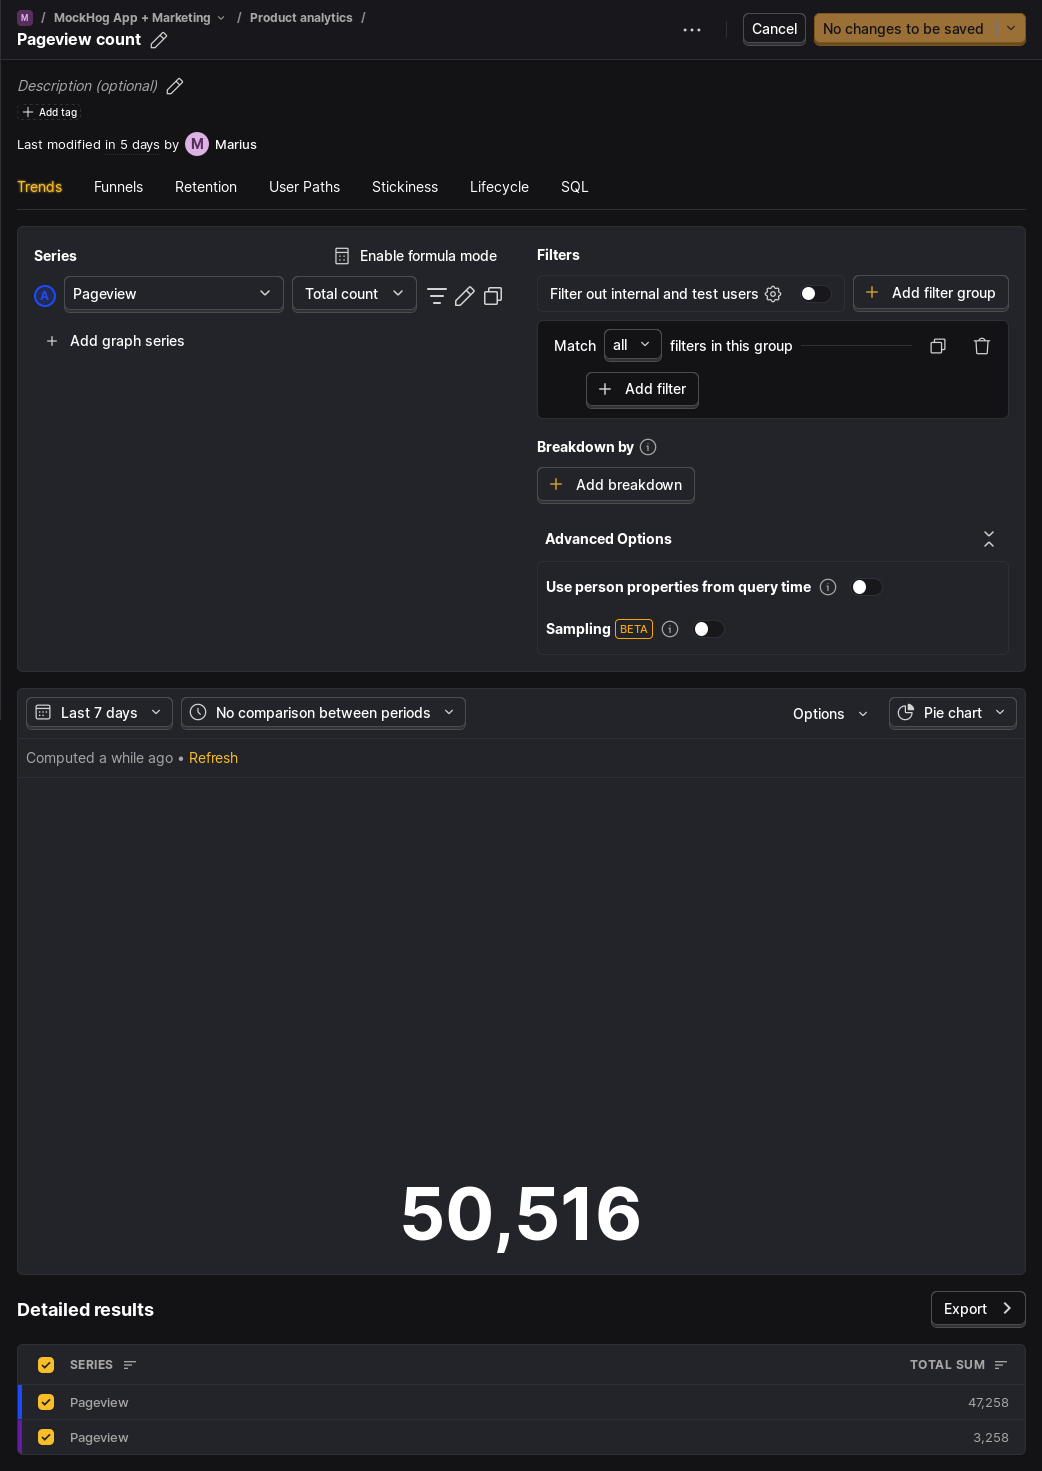 M / MockHog App + Marketing / Product analytics /
Pageview count
Cancel
No changes to be saved
Description (optional)
Add tag
Last modified in 5 days by M Marius
Trends Funnels Retention User Paths Stickiness Lifecycle SQL
Series
Enable formula mode
A Pageview Total count
Add graph series
Filters
Filter out internal and test users
Add filter group
Match all filters in this group
Add filter
Breakdown by
Add breakdown
Advanced Options
Use person properties from query time
Sampling BETA
Last 7 days No comparison between periods Options Pie chart
Computed a while ago • Refresh
50,516
Detailed results
Export
SERIES TOTAL SUM
Pageview 47,258
Pageview 3,258